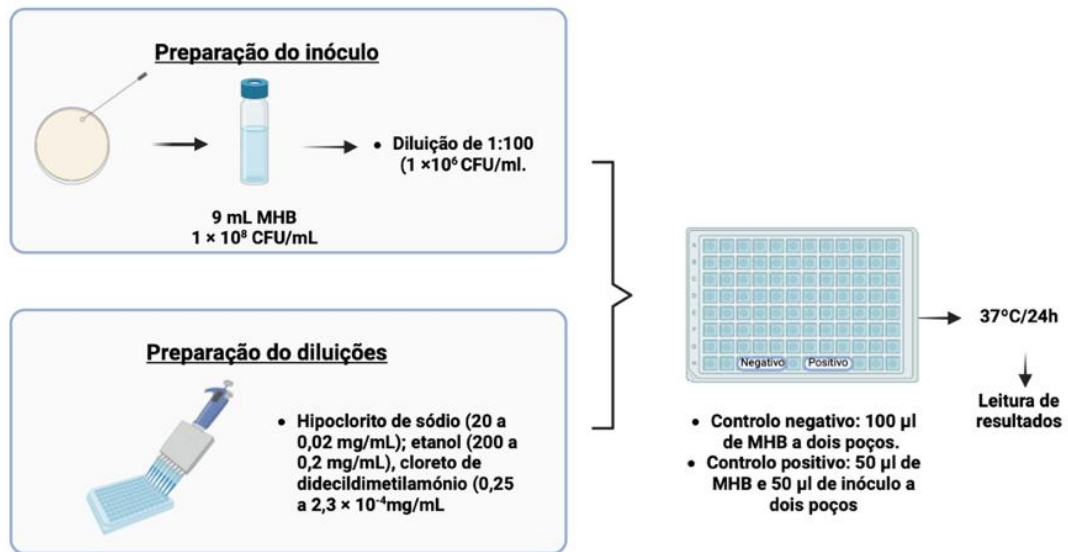 Preparação do inóculo
• Diluição de 1:100
(1 ×10⁶ CFU/ml.
9 mL MHB
1 × 10⁸ CFU/mL
Preparação do diluições
• Hipoclorito de sódio (20 a
0,02 mg/mL); etanol (200 a
0,2 mg/mL), cloreto de
didecildimetilamónio (0,25
a 2,3 × 10⁻⁴mg/mL
A
B
C
D
E
F
G
H
Negativo
Positivo
• Controlo negativo: 100 µl
de MHB a dois poços.
• Controlo positivo: 50 µl de
MHB e 50 µl de inóculo a
dois poços
37ºC/24h
Leitura de
resultados